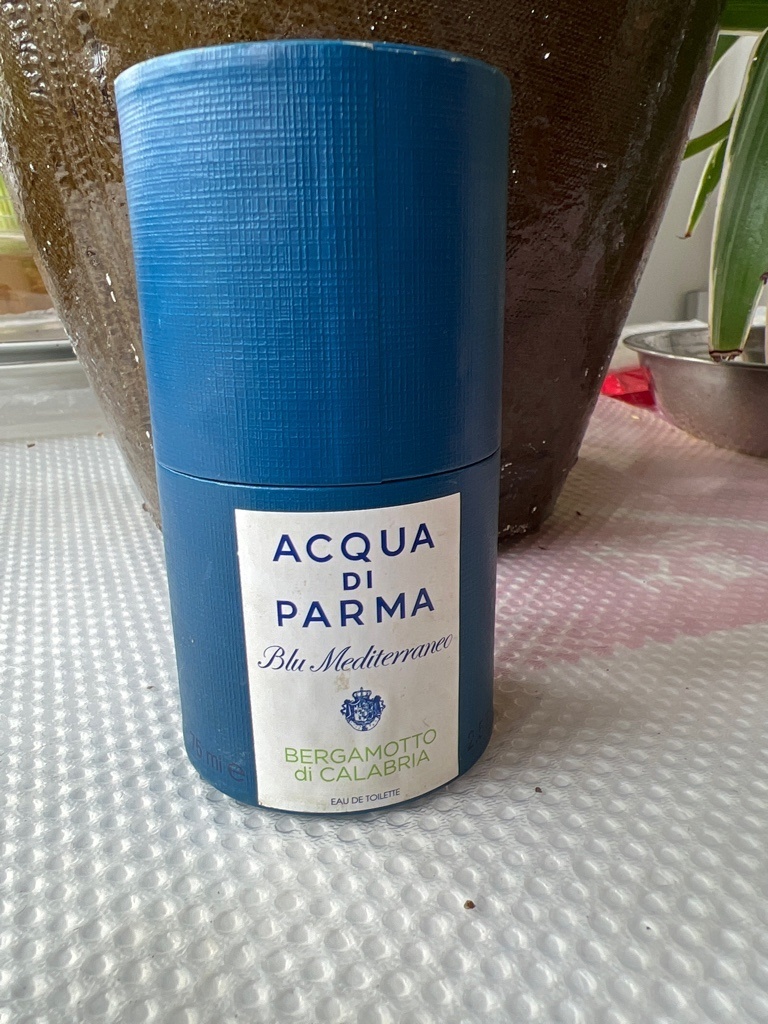 ACQUA
DI
PARMA
Blu Mediterraneo
BERGAMOTTO
di CALABRIA
EAU DE TOILETTE